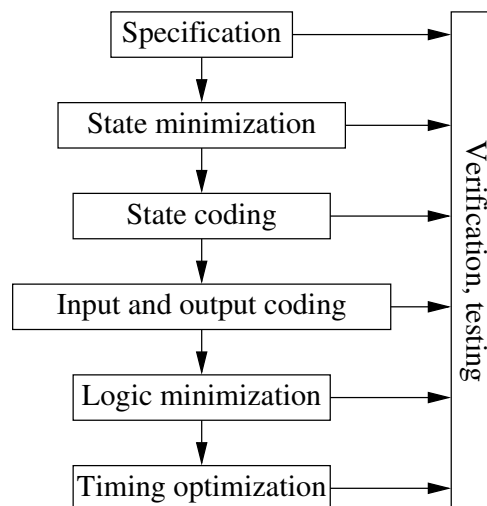 Specification
State minimization
State coding
Input and output coding
Logic minimization
Timing optimization
Verification, testing